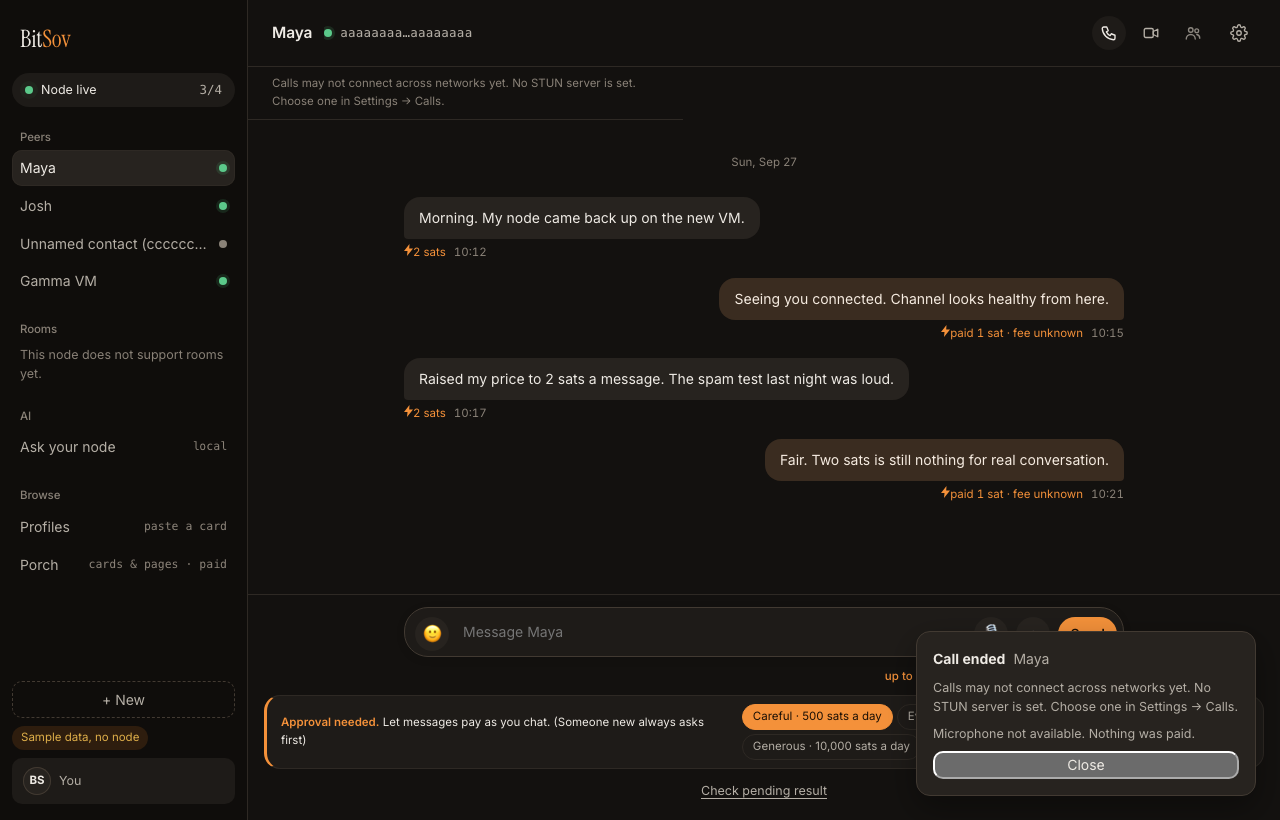 BitSov
Node live 3/4
Peers
Maya
Josh
Unnamed contact (cccccc...
Gamma VM
Rooms
This node does not support rooms
yet.
AI
Ask your node local
Browse
Profiles paste a card
Porch cards & pages · paid
+ New
Sample data, no node
BS You
Maya aaaaaaaa…aaaaaaaa
Calls may not connect across networks yet. No STUN server is set.
Choose one in Settings → Calls.
Sun, Sep 27
Morning. My node came back up on the new VM.
2 sats 10:12
Seeing you connected. Channel looks healthy from here.
paid 1 sat · fee unknown 10:15
Raised my price to 2 sats a message. The spam test last night was loud.
2 sats 10:17
Fair. Two sats is still nothing for real conversation.
paid 1 sat · fee unknown 10:21
Message Maya
up to
Approval needed. Let messages pay as you chat. (Someone new always asks
first)
Careful · 500 sats a day
Generous · 10,000 sats a day
Check pending result
Call ended Maya
Calls may not connect across networks yet. No
STUN server is set. Choose one in Settings → Calls.
Microphone not available. Nothing was paid.
Close